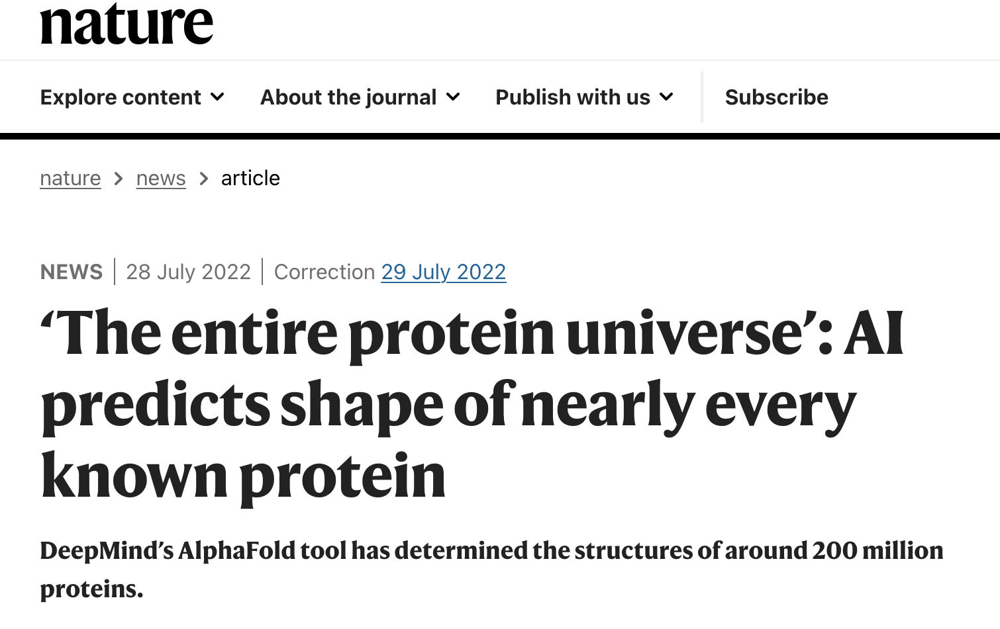 nature
Explore content About the journal Publish with us Subscribe
nature > news > article
NEWS | 28 July 2022 | Correction 29 July 2022
‘The entire protein universe’: AI
predicts shape of nearly every
known protein
DeepMind’s AlphaFold tool has determined the structures of around 200 million
proteins.